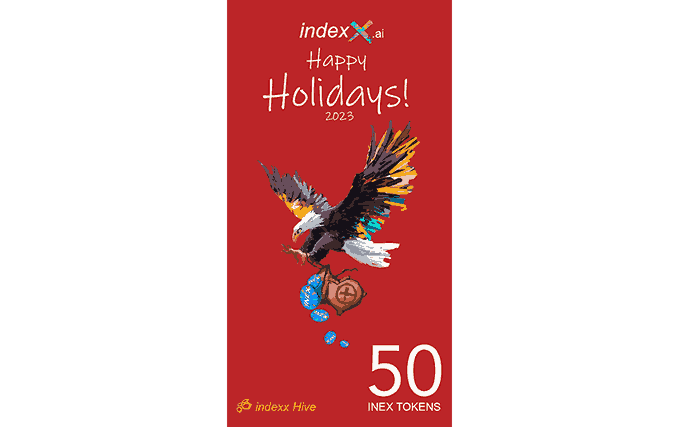 indexx.ai
Happy
Holidays!
2023
50
INEX TOKENS
indexx Hive